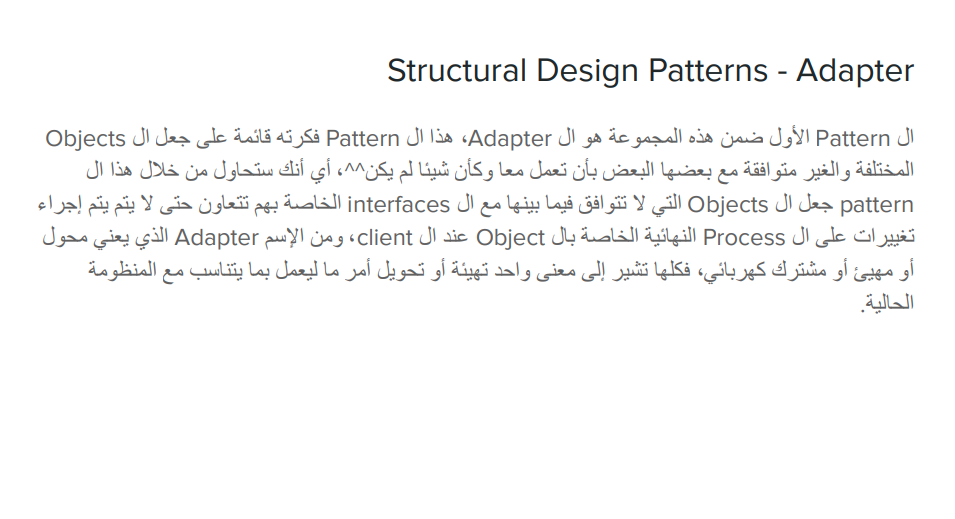 Structural Design Patterns - Adapter
ال Pattern الأول ضمن هذه المجموعة هو ال Adapter، هذا ال Pattern فكرته قائمة على جعل ال Objects
المختلفة والغير متوافقة مع بعضها البعض بأن تعمل معا وكأن شيئا لم يكن^^، أي أنك ستحاول من خلال هذا ال
pattern جعل ال Objects التي لا تتوافق فيما بينها مع ال interfaces الخاصة بهم تتعاون حتى لا يتم يتم إجراء
تغييرات على ال Process النهائية الخاصة بال Object عند ال client، ومن الإسم Adapter الذي يعني محول
أو مهيئ أو مشترك كهربائي، فكلها تشير إلى معنى واحد تهيئة أو تحويل أمر ما ليعمل بما يتناسب مع المنظومة
الحالية.